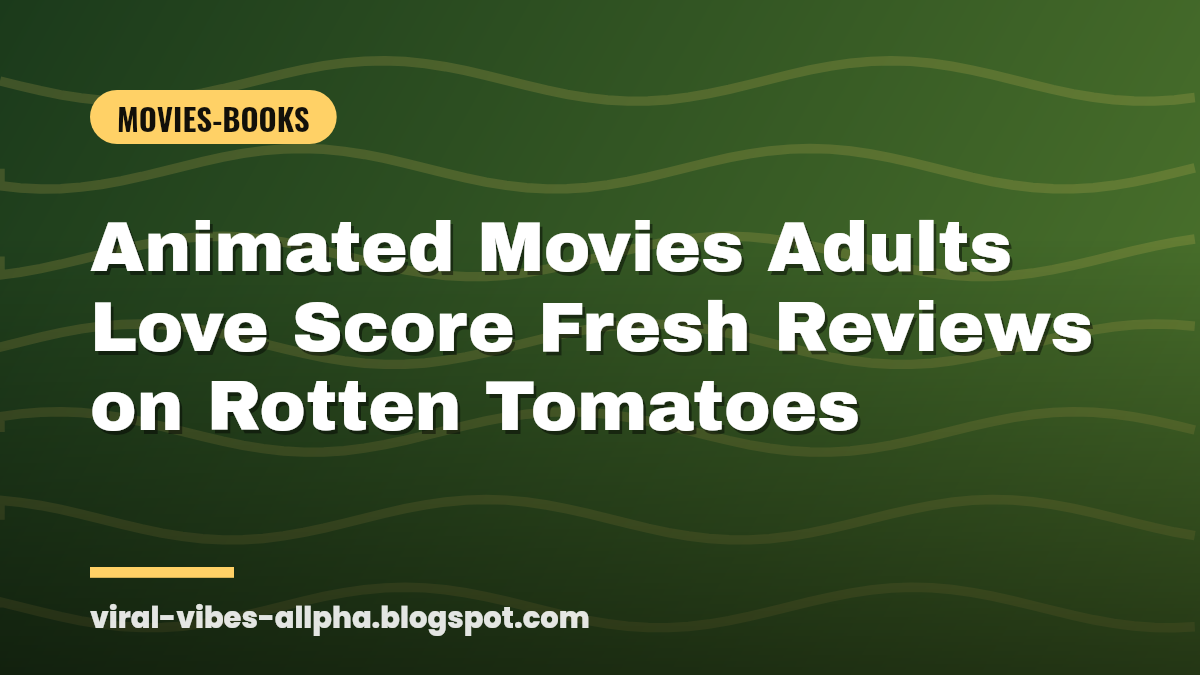 MOVIES-BOOKS
Animated Movies Adults
Love Score Fresh Reviews
on Rotten Tomatoes
viral-vibes-allpha.blogspot.com